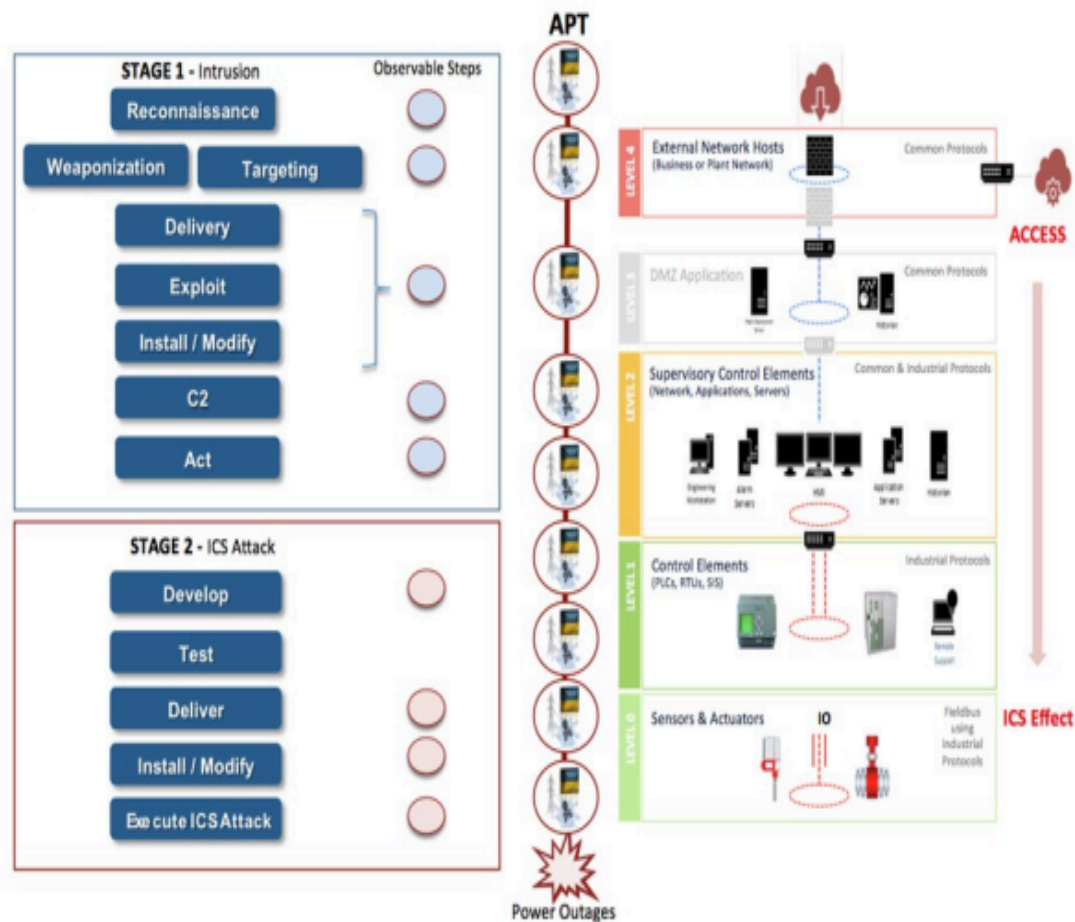 APT
STAGE 1 - Intrusion
Observable Steps
Reconnaissance
Weaponization
Targeting
Delivery
Exploit
Install / Modify
C2
Act
STAGE 2 - ICS Attack
Develop
Test
Deliver
Install / Modify
Execute ICS Attack
Power Outages
LEVEL 4
External Network Hosts
(Business or Plant Network)
Common Protocols
ACCESS
LEVEL 3
DMZ Application
Common Protocols
Historian
LEVEL 2
Supervisory Control Elements
(Network, Applications, Servers)
Common & Industrial Protocols
Engineering
Workstation
Alarm
Servers
HMI
Application
Servers
Historian
LEVEL 1
Control Elements
(PLCs, RTUs, SIS)
Industrial Protocols
Remote
Support
LEVEL 0
Sensors & Actuators
IO
Fieldbus
using
Industrial
Protocols
ICS Effect